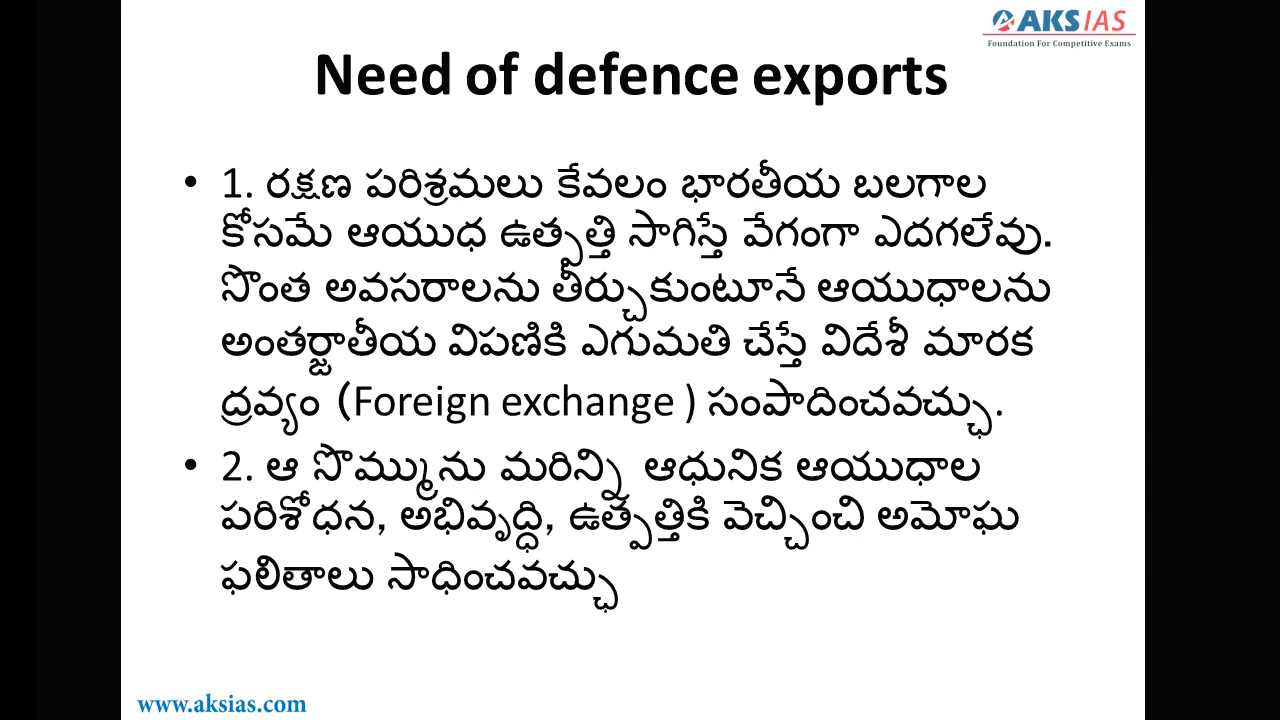 AKS IAS
Foundation For Competitive Exams
Need of defence exports
• 1. రక్షణ పరిశ్రమలు కేవలం భారతీయ బలగాల
కోసమే ఆయుధ ఉత్పత్తి సాగిస్తే వేగంగా ఎదగలేవు.
సొంత అవసరాలను తీర్చుకుంటూనే ఆయుధాలను
అంతర్జాతీయ విపణికి ఎగుమతి చేస్తే విదేశీ మారక
ద్రవ్యం (Foreign exchange ) సంపాదించవచ్ఛు.
• 2. ఆ సొమ్మును మరిన్ని ఆధునిక ఆయుధాల
పరిశోధన, అభివృద్ధి, ఉత్పత్తికి వెచ్చించి అమోఘ
ఫలితాలు సాధించవచ్ఛు
www.aksias.com